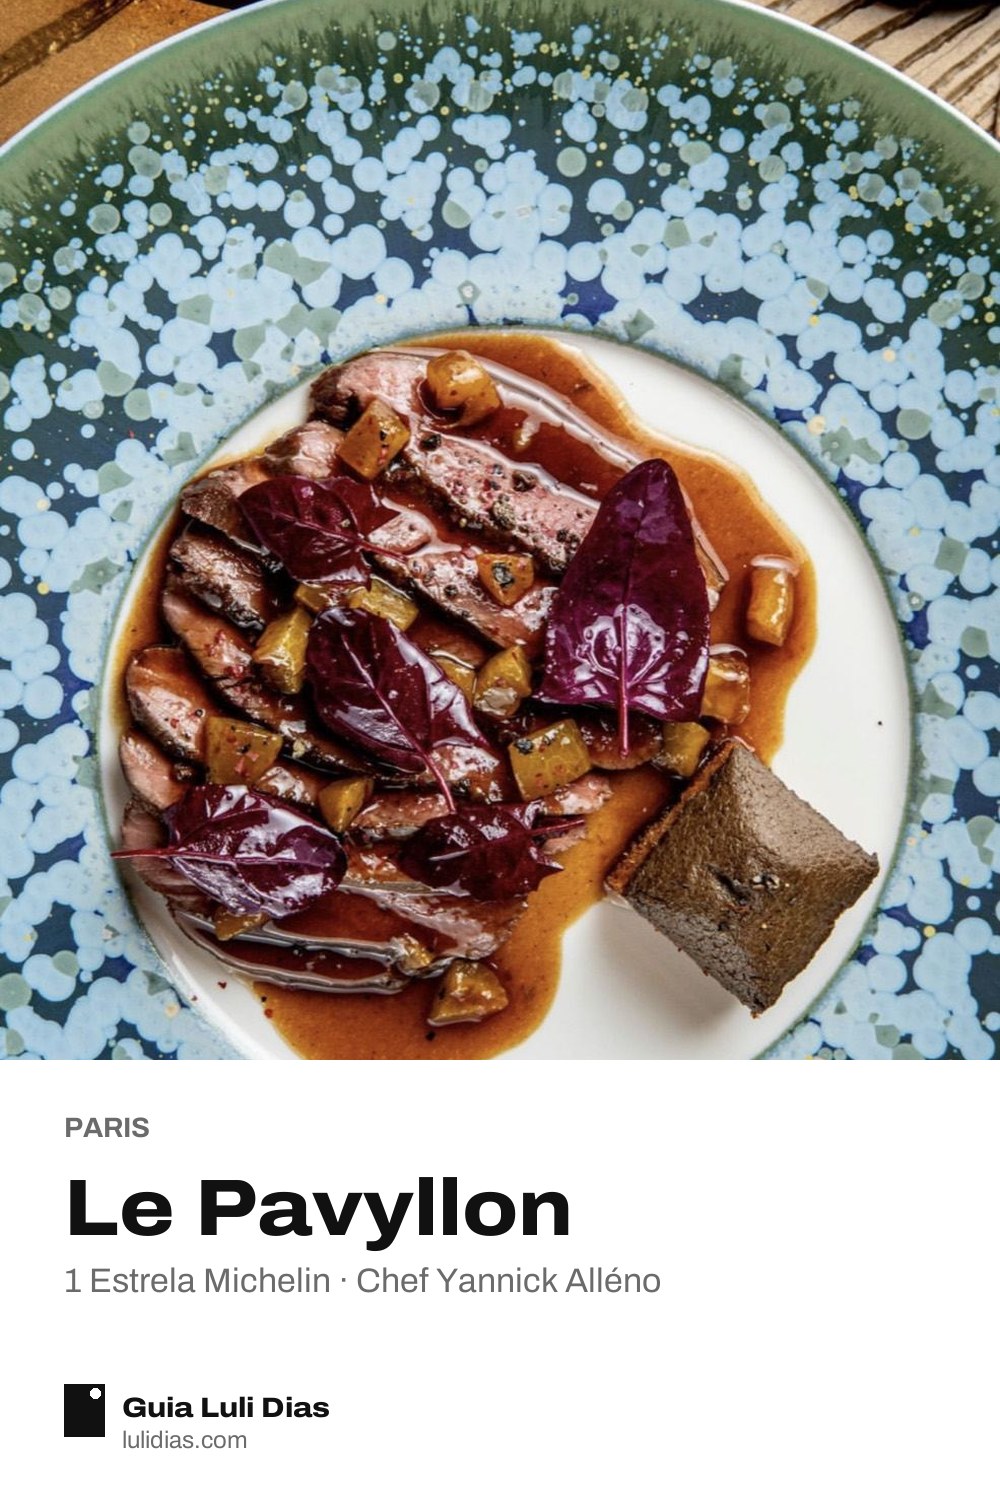 PARIS
Le Pavyllon
1 Estrela Michelin · Chef Yannick Alléno
Guia Luli Dias
lulidias.com